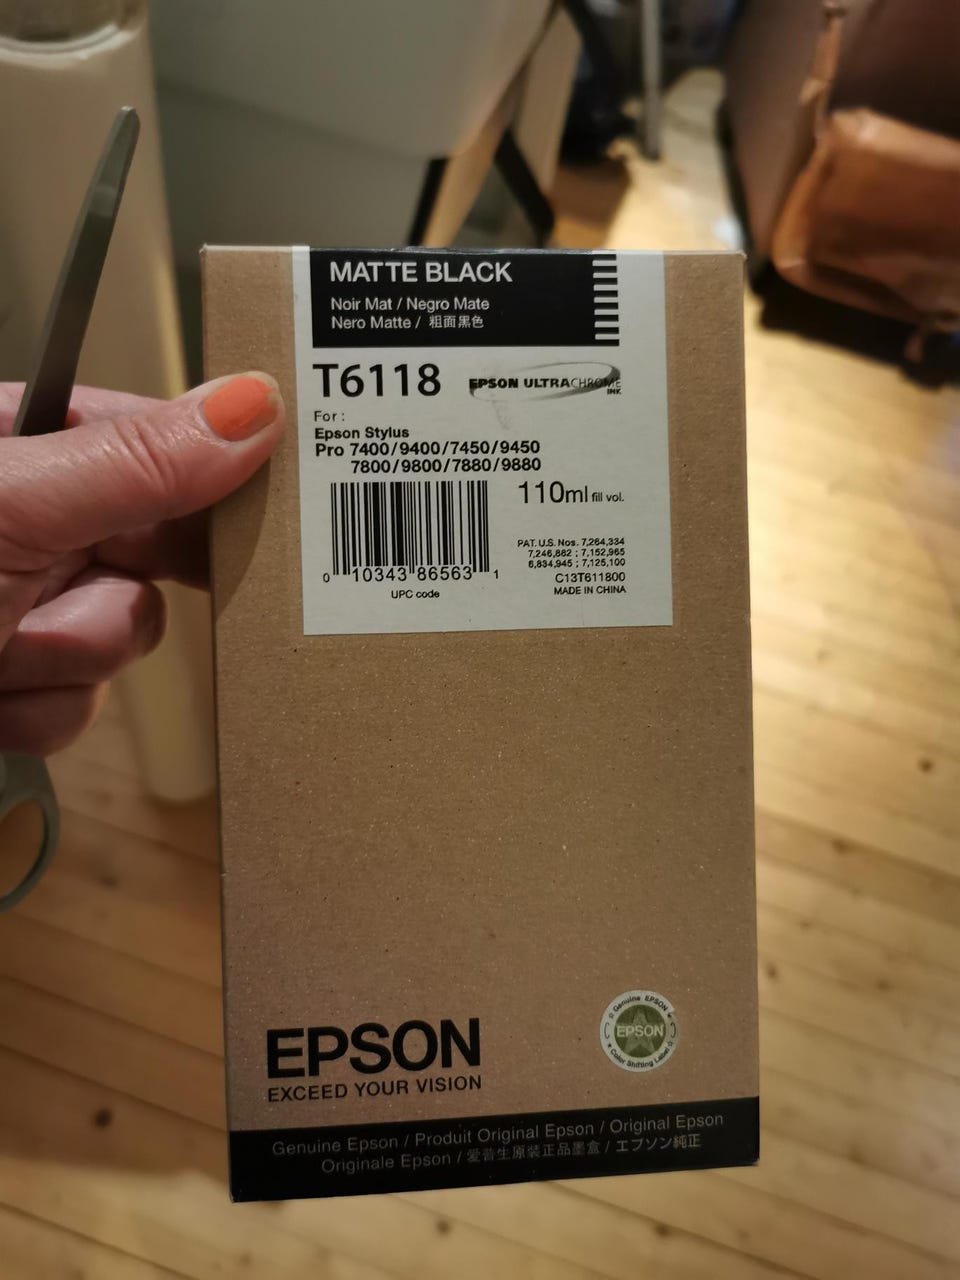 MATTE BLACK
Noir Mat / Negro Mate
Nero Matte / 粗面黑色
T6118
EPSON ULTRACHROME
INK
For :
Epson Stylus
Pro 7400/9400/7450/9450
7800/9800/7880/9880
110ml fill vol.
0 10343 86563 1
UPC code
PAT. U.S. Nos. 7,264,334
7,246,882 ; 7,152,965
6,834,945 ; 7,125,100
C13T611800
MADE IN CHINA
Genuine EPSON
EPSON
Color Shifting Label
EPSON
EXCEED YOUR VISION
Genuine Epson / Produit Original Epson / Original Epson
Originale Epson / 爱普生原装正品墨盒 / エプソン純正